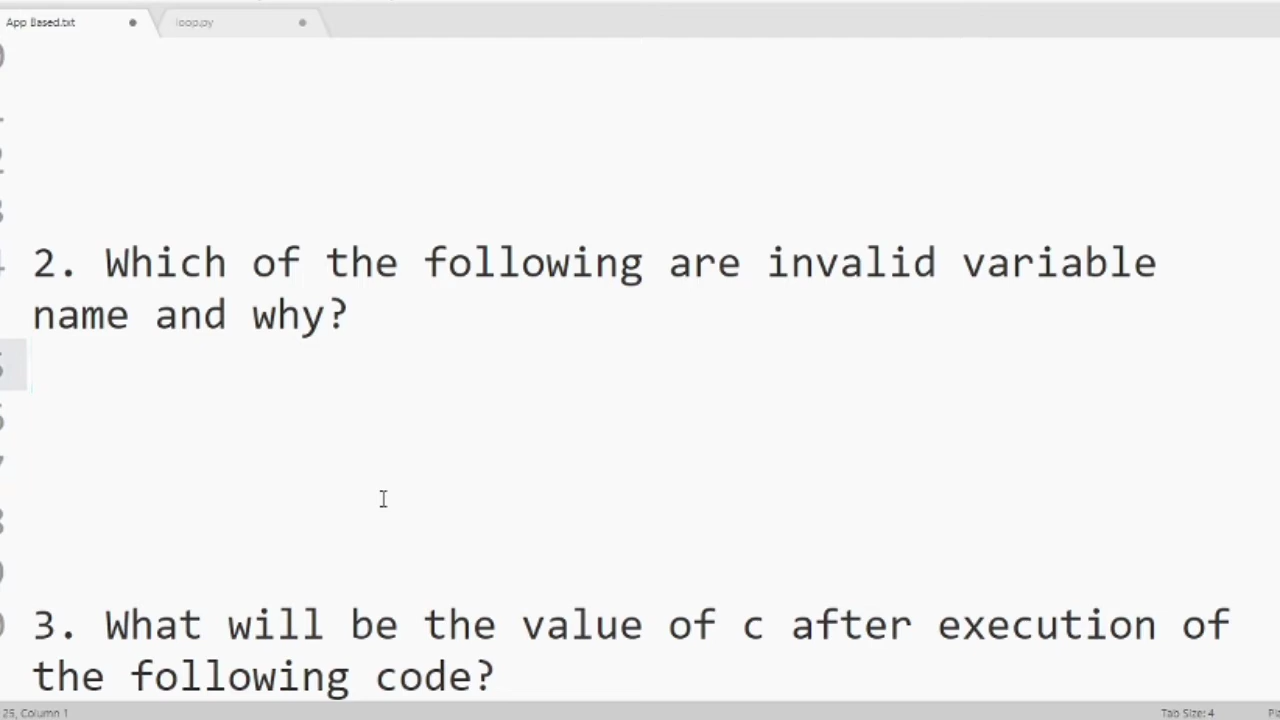 App Based.txt
loop.py
2. Which of the following are invalid variable
name and why?
3. What will be the value of c after execution of
the following code?
25, Column 1
Tab Size: 4